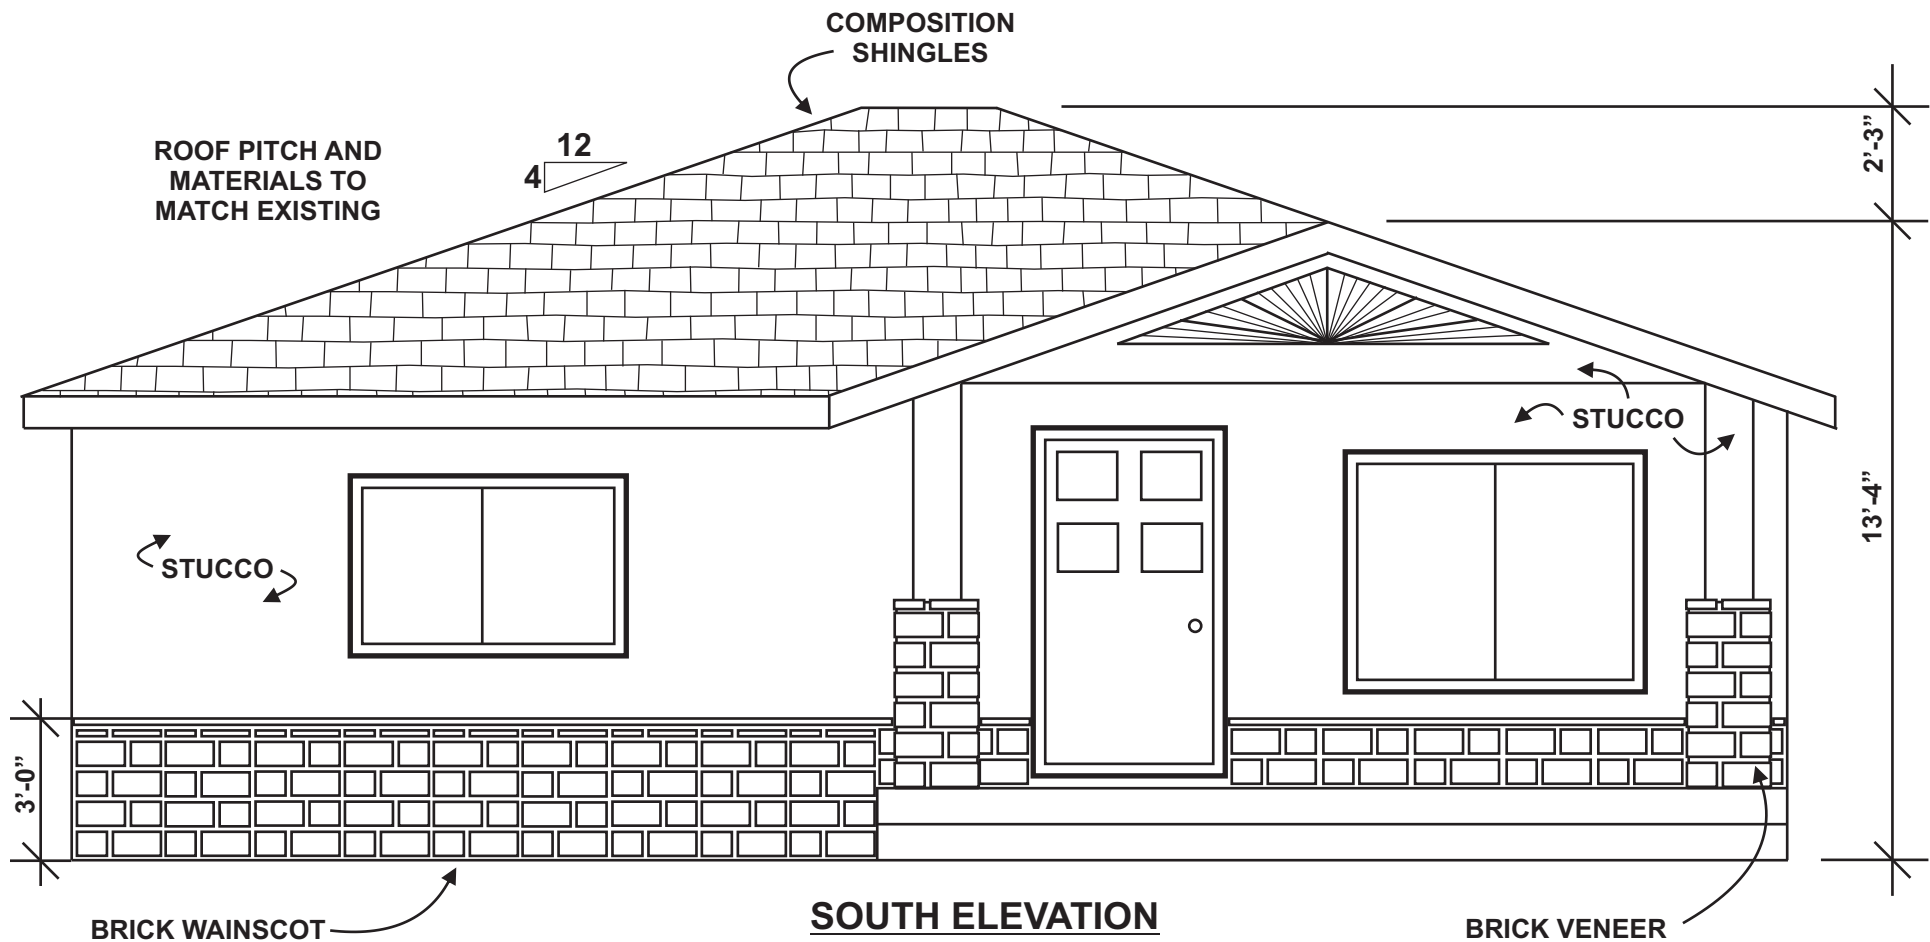 COMPOSITION
SHINGLES
ROOF PITCH AND
MATERIALS TO
MATCH EXISTING
12
4
2’-3”
STUCCO
13’-4”
STUCCO
3’-0”
BRICK WAINSCOT
SOUTH ELEVATION
BRICK VENEER